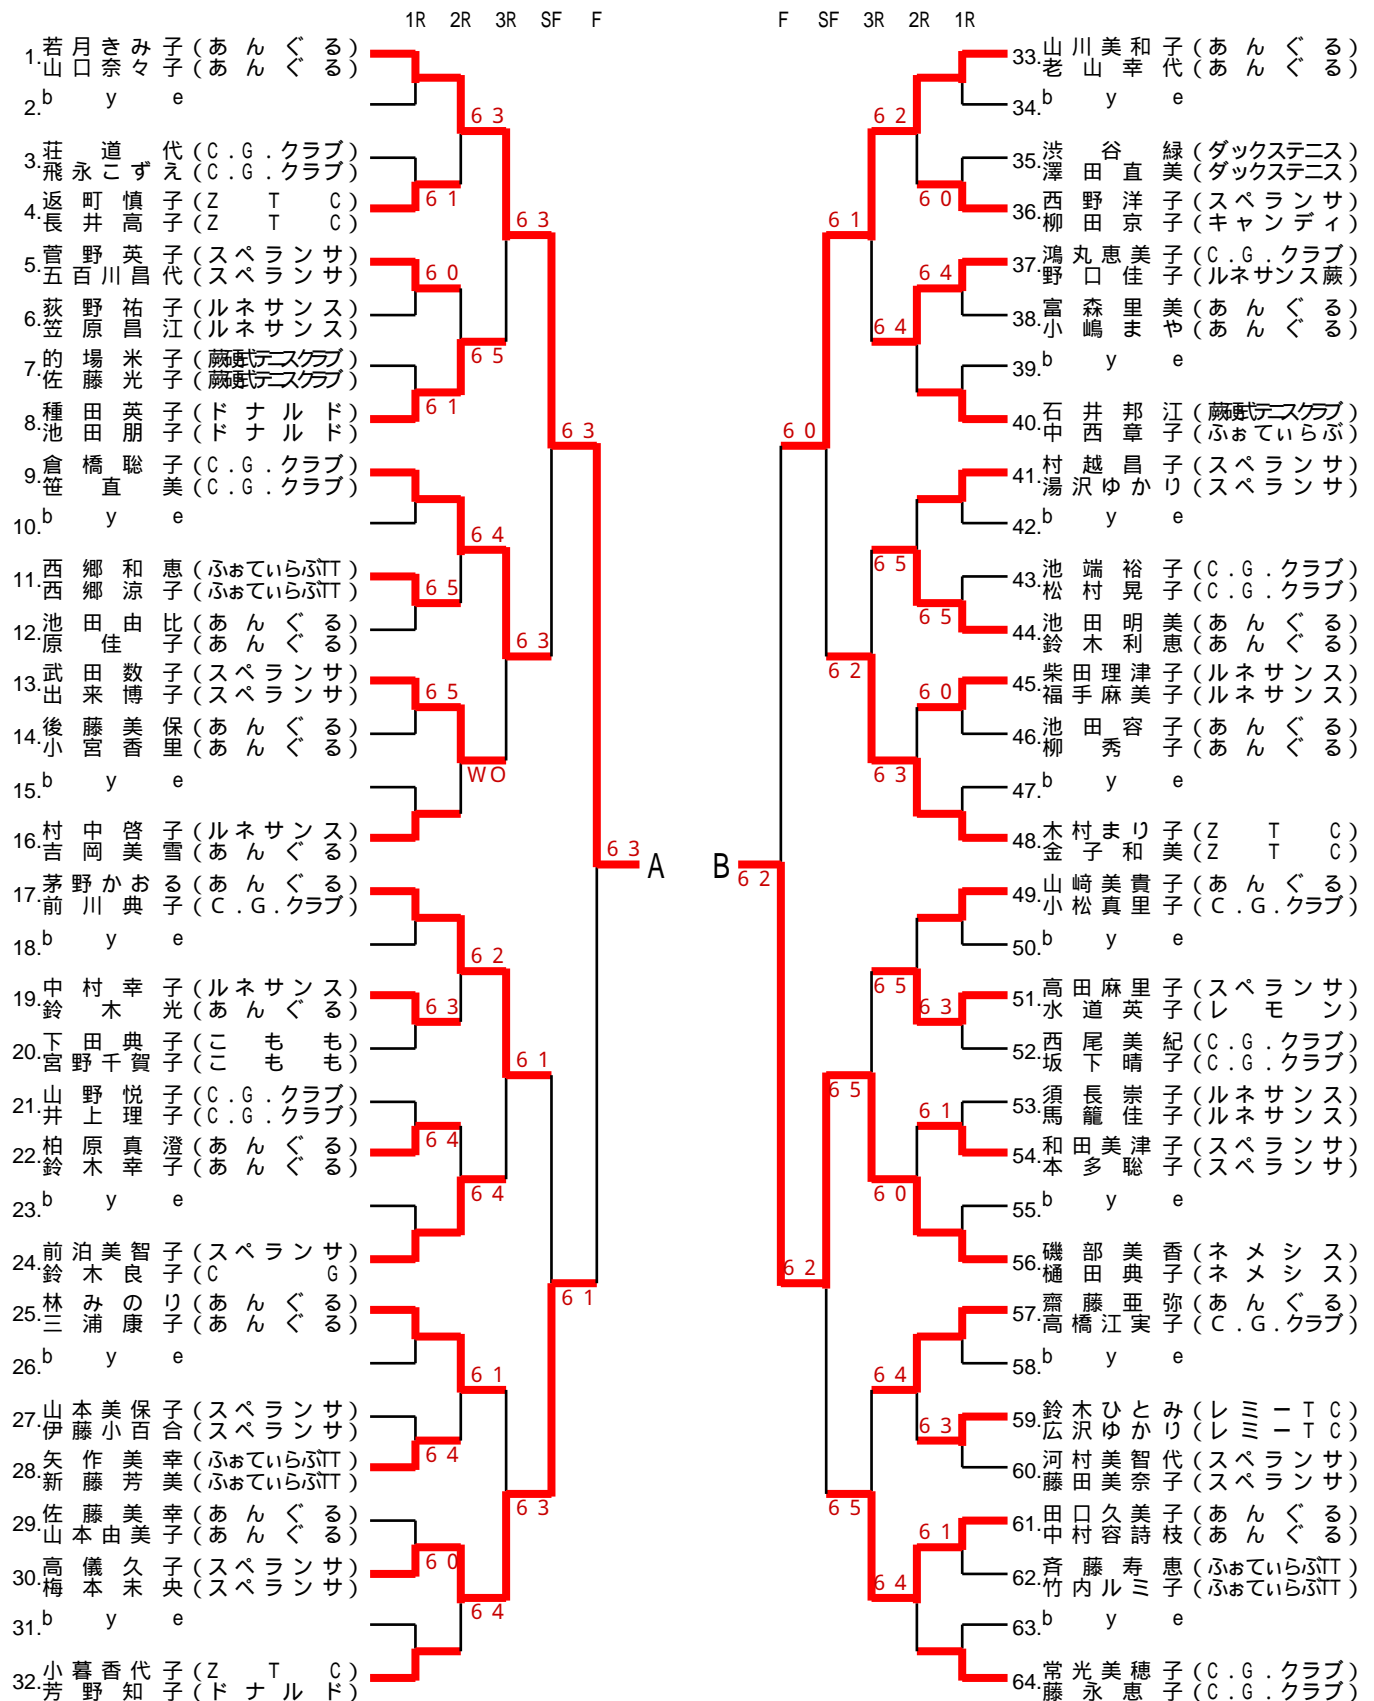 1R 2R 3R SF F
1. 若月きみ子(あんぐる)
山口奈々子(あんぐる)
2. bye
63
3. 荘道代(C.G.クラブ)
飛永こずえ(C.G.クラブ)
61
4. 返町慎子(ZTC)
長井高子(ZTC)
63
5. 菅野英子(スペランサ)
五百川昌代(スペランサ)
60
6. 荻野祐子(ルネサンス)
笠原昌江(ルネサンス)
65
7. 的場米子(蕨硬式テニスクラブ)
佐藤光子(蕨硬式テニスクラブ)
61
8. 種田英子(ドナルド)
池田朋子(ドナルド)
63
9. 倉橋聡子(C.G.クラブ)
笹直美(C.G.クラブ)
10. bye
64
11. 西郷和恵(ふぉてぃらぶTT)
西郷涼子(ふぉてぃらぶTT)
65
12. 池田由比(あんぐる)
原佳子(あんぐる)
63
13. 武田数子(スペランサ)
出来博子(スペランサ)
65
14. 後藤美保(あんぐる)
小宮香里(あんぐる)
WO
15. bye
16. 村中啓子(ルネサンス)
吉岡美雪(あんぐる)
63 A
17. 茅野かおる(あんぐる)
前川典子(C.G.クラブ)
18. bye
62
19. 中村幸子(ルネサンス)
鈴木光(あんぐる)
63
20. 下田典子(こもも)
宮野千賀子(こもも)
61
21. 山野悦子(C.G.クラブ)
井上理子(C.G.クラブ)
64
22. 柏原真澄(あんぐる)
鈴木幸子(あんぐる)
64
23. bye
24. 前泊美智子(スペランサ)
鈴木良子(CG)
61
25. 林みのり(あんぐる)
三浦康子(あんぐる)
26. bye
61
27. 山本美保子(スペランサ)
伊藤小百合(スペランサ)
64
28. 矢作美幸(ふぉてぃらぶTT)
新藤芳美(ふぉてぃらぶTT)
63
29. 佐藤美幸(あんぐる)
山本由美子(あんぐる)
60
30. 高儀久子(スペランサ)
梅本未央(スペランサ)
64
31. bye
32. 小暮香代子(ZTC)
芳野知子(ドナルド)
F SF 3R 2R 1R
33. 山川美和子(あんぐる)
老山幸代(あんぐる)
34. bye
62
35. 渋谷緑(ダックステニス)
澤田直美(ダックステニス)
60
36. 西野洋子(スペランサ)
柳田京子(キャンディ)
61
37. 鴻丸恵美子(C.G.クラブ)
野口佳子(ルネサンス蕨)
64
38. 富森里美(あんぐる)
小嶋まや(あんぐる)
64
39. bye
40. 石井邦江(蕨硬式テニスクラブ)
中西章子(ふぉてぃらぶ)
60
41. 村越昌子(スペランサ)
湯沢ゆかり(スペランサ)
42. bye
65
43. 池端裕子(C.G.クラブ)
松村晃子(C.G.クラブ)
65
44. 池田明美(あんぐる)
鈴木利恵(あんぐる)
62
45. 柴田理津子(ルネサンス)
福手麻美子(ルネサンス)
60
46. 池田容子(あんぐる)
柳秀子(あんぐる)
63
47. bye
48. 木村まり子(ZTC)
金子和美(ZTC)
B 62
49. 山﨑美貴子(あんぐる)
小松真里子(C.G.クラブ)
50. bye
65
51. 高田麻里子(スペランサ)
水道英子(レモン)
63
52. 西尾美紀(C.G.クラブ)
坂下晴子(C.G.クラブ)
65
53. 須長崇子(ルネサンス)
馬籠佳子(ルネサンス)
61
54. 和田美津子(スペランサ)
本多聡子(スペランサ)
60
55. bye
56. 磯部美香(ネメシス)
樋田典子(ネメシス)
62
57. 齋藤亜弥(あんぐる)
高橋江実子(C.G.クラブ)
58. bye
64
59. 鈴木ひとみ(レミーTC)
広沢ゆかり(レミーTC)
63
60. 河村美智代(スペランサ)
藤田美奈子(スペランサ)
65
61. 田口久美子(あんぐる)
中村容詩枝(あんぐる)
61
62. 斉藤寿恵(ふぉてぃらぶTT)
竹内ルミ子(ふぉてぃらぶTT)
64
63. bye
64. 常光美穂子(C.G.クラブ)
藤永恵子(C.G.クラブ)